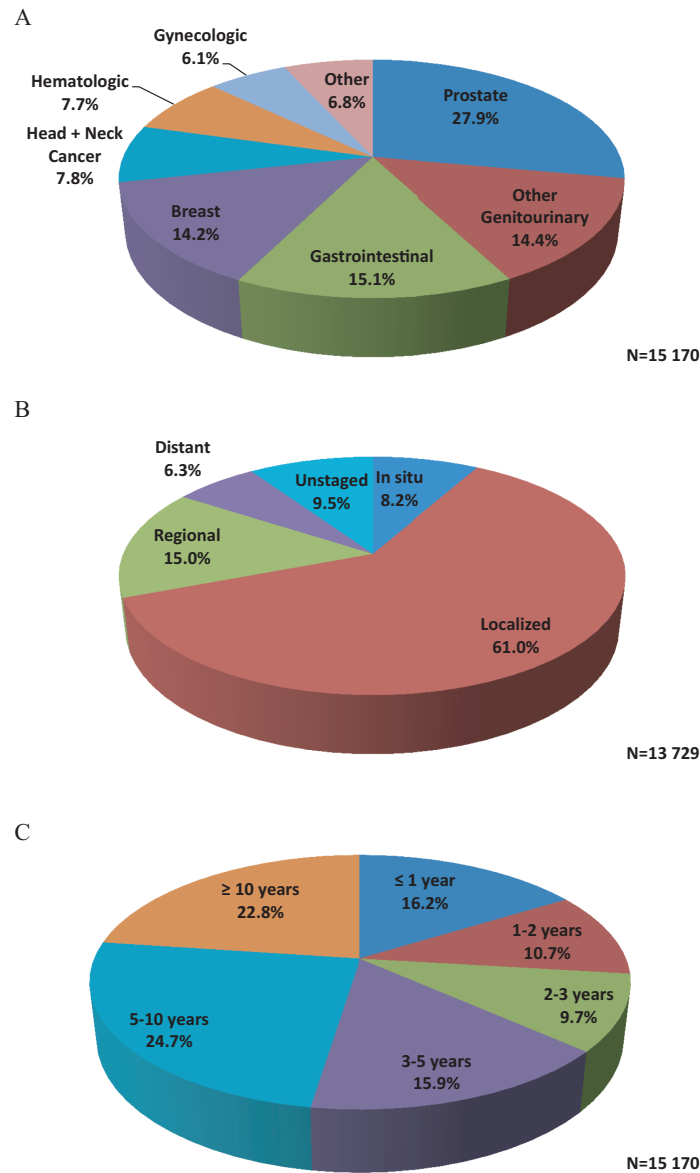 A
Gynecologic
6.1%
Other
6.8%
Prostate
27.9%
Hematologic
7.7%
Head + Neck
Cancer
7.8%
Other
Genitourinary
14.4%
Breast
14.2%
Gastrointestinal
15.1%
N=15 170
B
Distant
6.3%
Unstaged
9.5%
In situ
8.2%
Regional
15.0%
Localized
61.0%
N=13 729
C
≥ 10 years
22.8%
≤ 1 year
16.2%
1-2 years
10.7%
2-3 years
9.7%
5-10 years
24.7%
3-5 years
15.9%
N=15 170